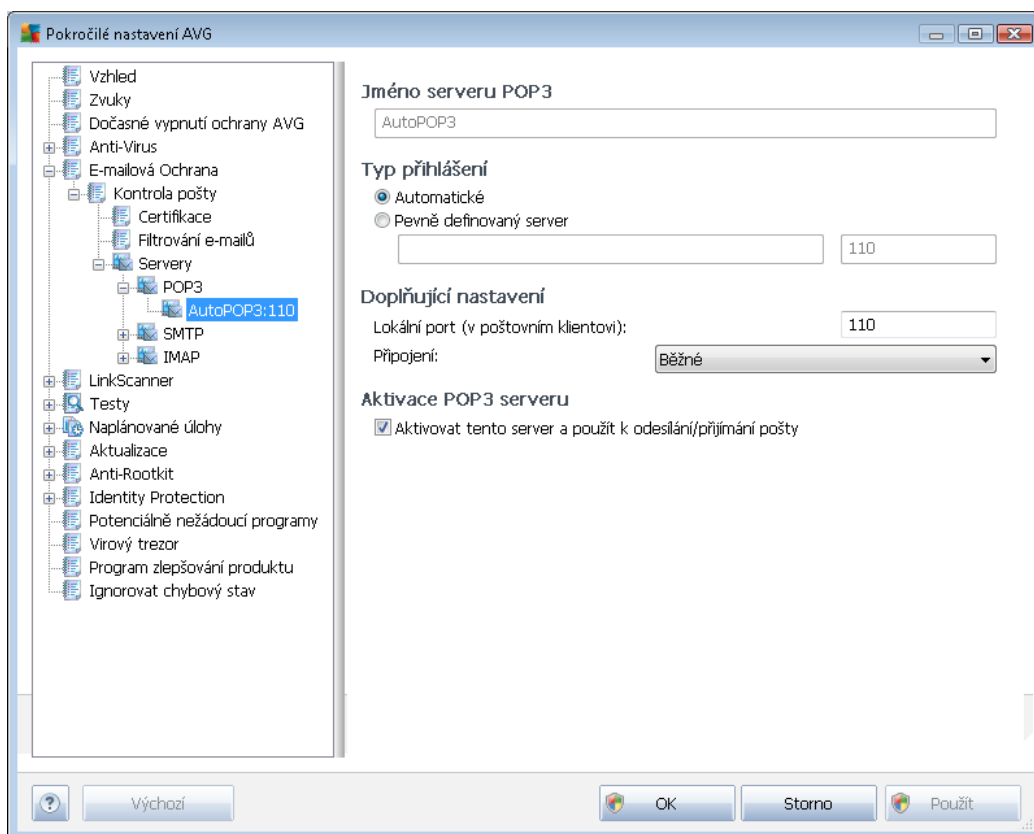 Pokročilé nastavení AVG
Vzhled
Zvuky
Dočasné vypnutí ochrany AVG
Anti-Virus
E-mailová Ochrana
Kontrola pošty
Certifikace
Filtrování e-mailů
Servery
POP3
AutoPOP3:110
SMTP
IMAP
LinkScanner
Testy
Naplánované úlohy
Aktualizace
Anti-Rootkit
Identity Protection
Potenciálně nežádoucí programy
Virový trezor
Program zlepšování produktu
Ignorovat chybový stav
Jméno serveru POP3
AutoPOP3
Typ přihlášení
Automatické
Pevně definovaný server
110
Doplňující nastavení
Lokální port (v poštovním klientovi):
110
Připojení:
Běžné
Aktivace POP3 serveru
Aktivovat tento server a použít k odesílání/přijímání pošty
?
Výchozí
OK
Storno
Použít